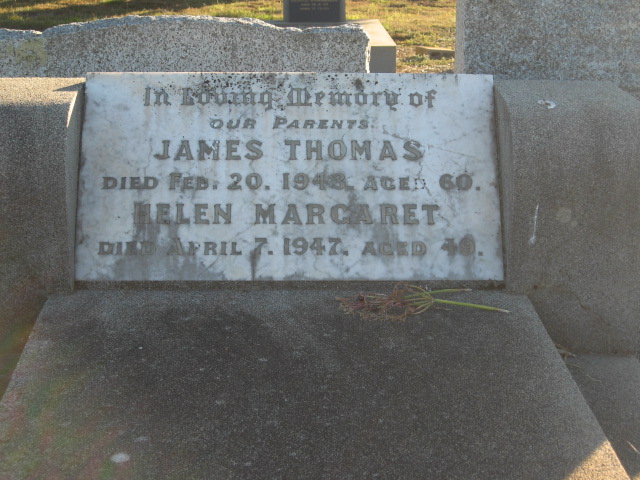 In Loving Memory of
OUR PARENTS.
JAMES THOMAS
DIED FEB. 20. 1948. AGED 60.
HELEN MARGARET
DIED APRIL 7. 1947. AGED